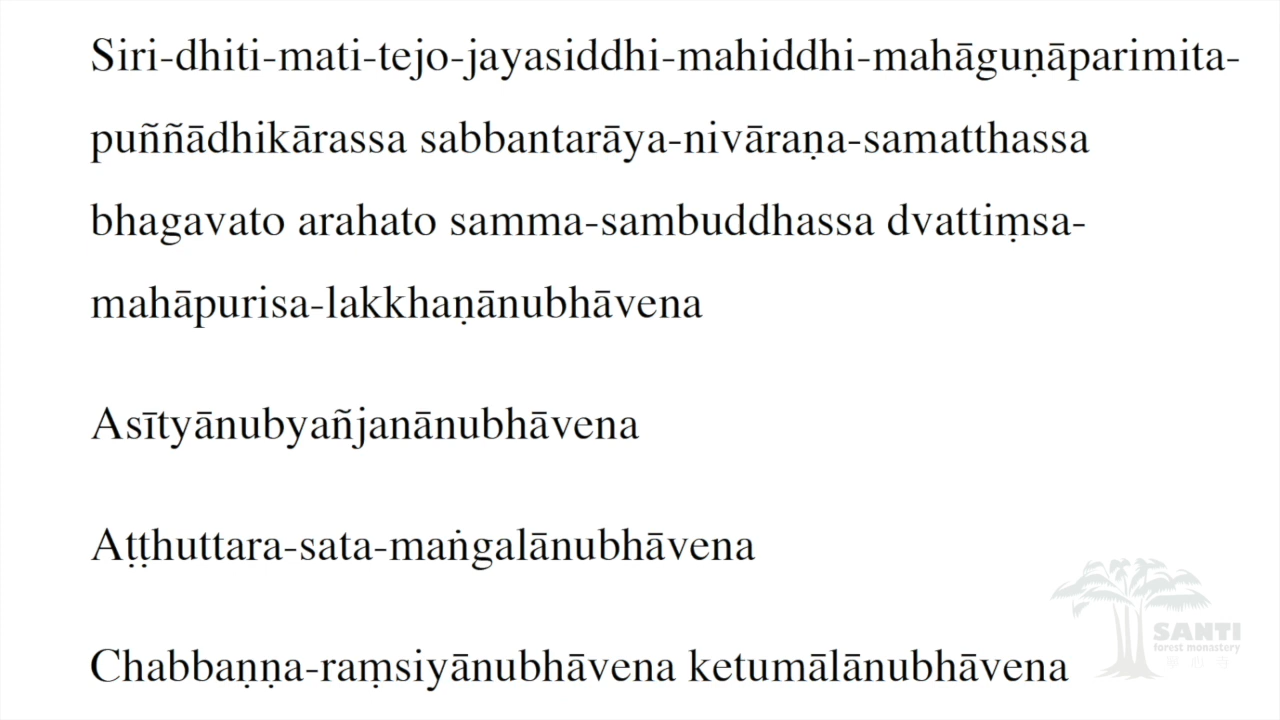 Siri-dhiti-mati-tejo-jayasiddhi-mahiddhi-mahāguṇāparimita-
puññādhikārassa sabbantarāya-nivāraṇa-samatthassa
bhagavato arahato samma-sambuddhassa dvattiṃsa-
mahāpurisa-lakkhaṇānubhāvena
Asītyānubyañjanānubhāvena
Aṭṭhuttara-sata-maṅgalānubhāvena
Chabbaṇṇa-raṃsiyānubhāvena ketumālānubhāvena
SANTI
forest monastery